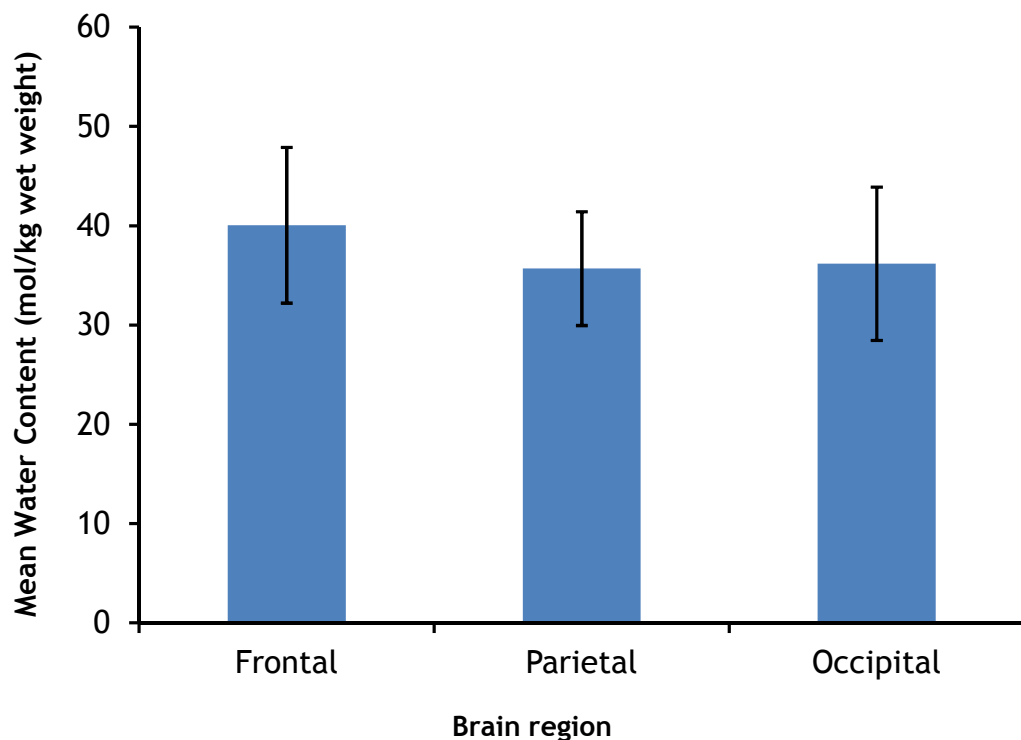 Mean Water Content (mol/kg wet weight)
60
50
40
30
20
10
0
Frontal
Parietal
Occipital
Brain region